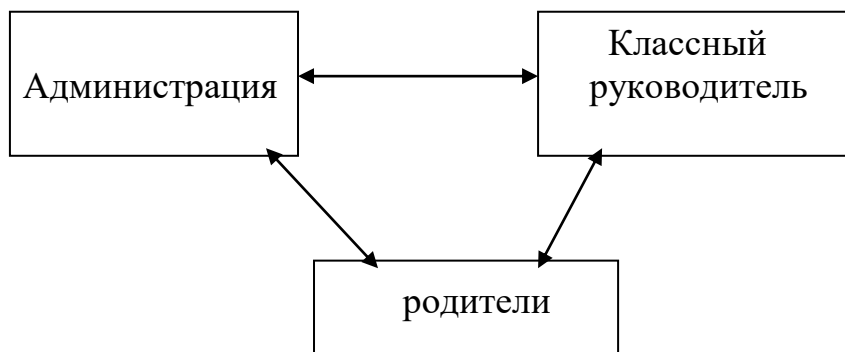 Администрация
Классный
руководитель
родители